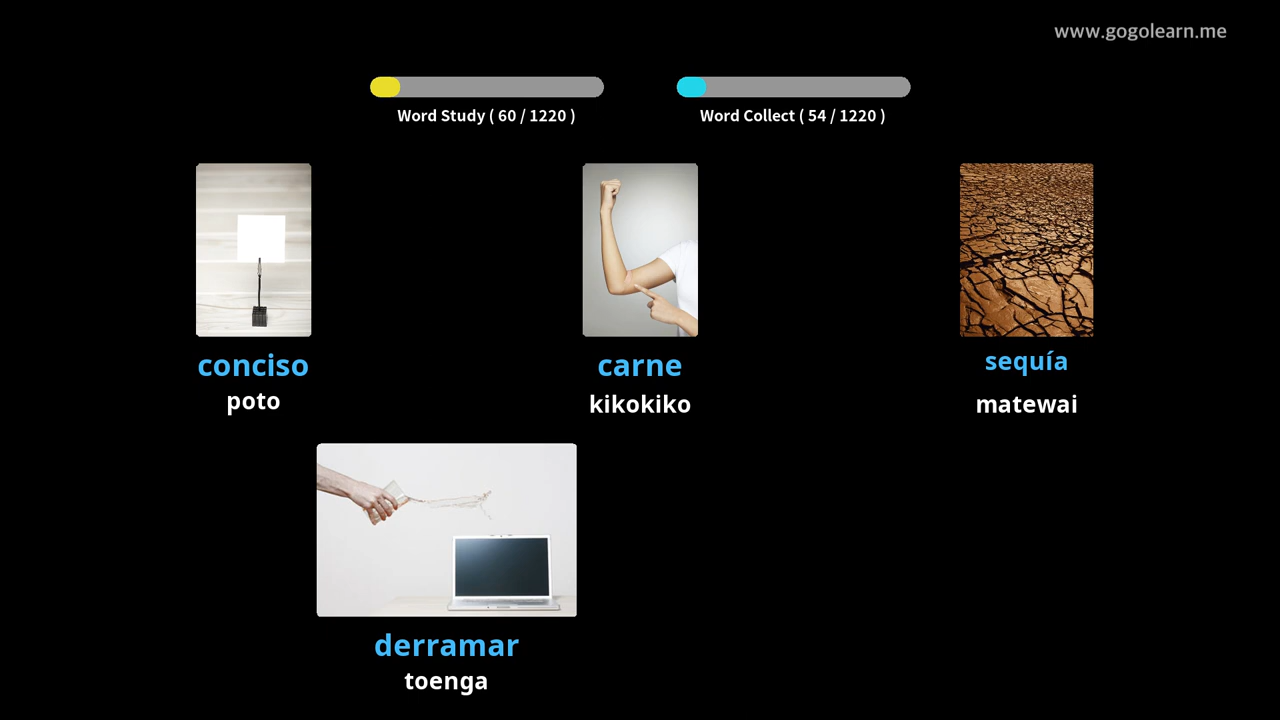 www.gogolearn.me
Word Study ( 60 / 1220 )
Word Collect ( 54 / 1220 )
conciso
poto
carne
kikokiko
sequía
matewai
derramar
toenga